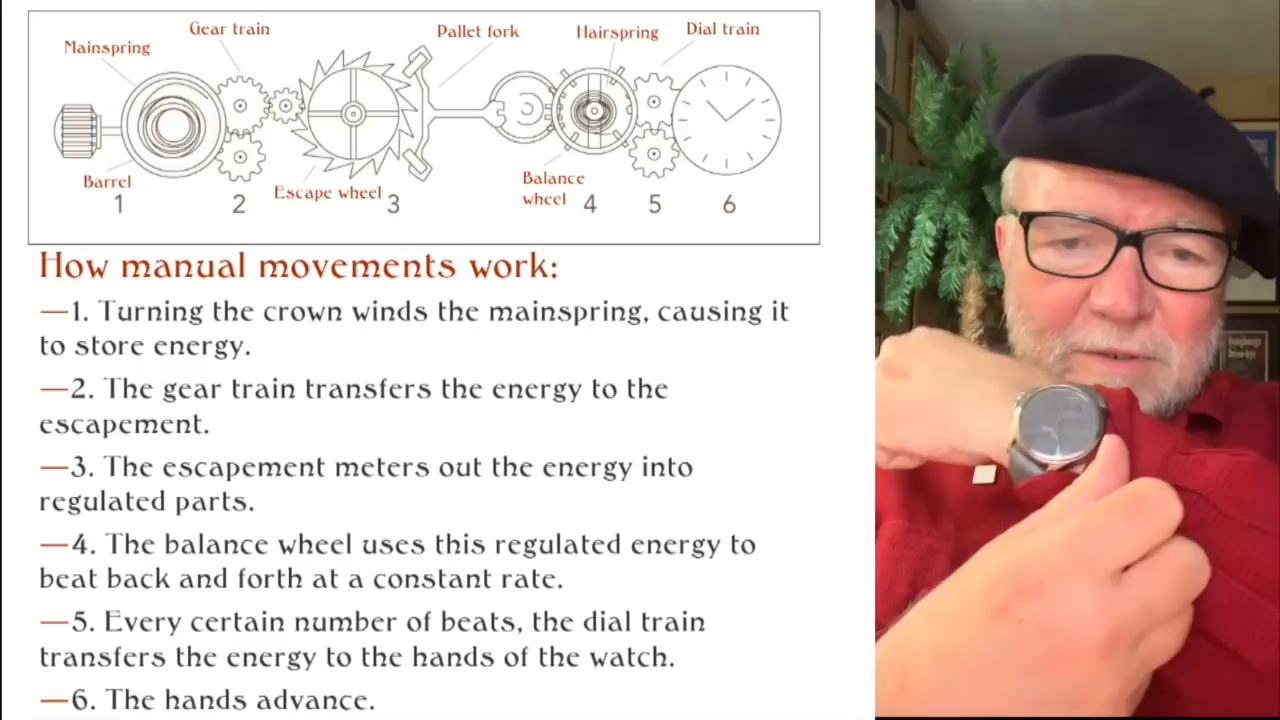 Gear train
Pallet fork
Hairspring
Dial train
Mainspring
Barrel
Escape wheel
Balance
wheel
1
2
3
4
5
6
How manual movements work:
—1. Turning the crown winds the mainspring, causing it
to store energy.
—2. The gear train transfers the energy to the
escapement.
—3. The escapement meters out the energy into
regulated parts.
—4. The balance wheel uses this regulated energy to
beat back and forth at a constant rate.
—5. Every certain number of beats, the dial train
transfers the energy to the hands of the watch.
—6. The hands advance.